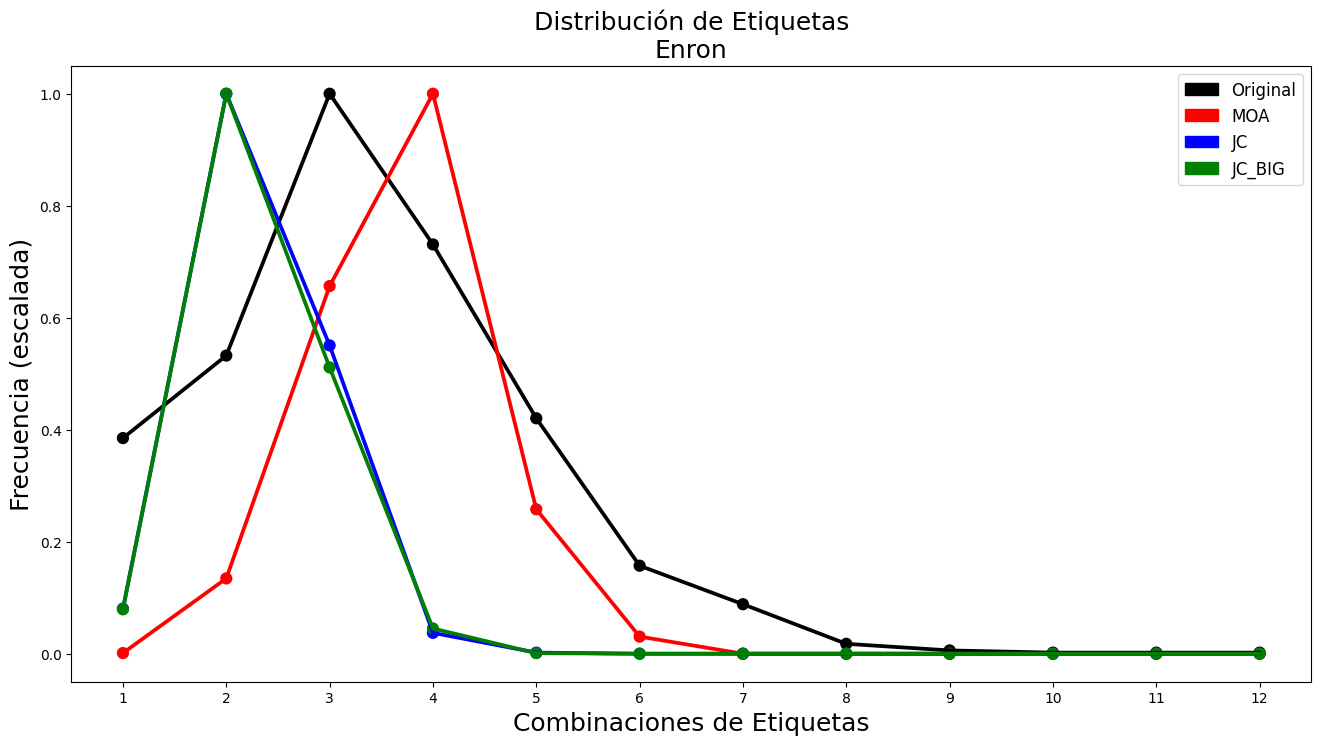 Distribución de Etiquetas
Enron
Original
MOA
JC
JC_BIG
Frecuencia (escalada)
1.0
0.8
0.6
0.4
0.2
0.0
1 2 3 4 5 6 7 8 9 10 11 12
Combinaciones de Etiquetas